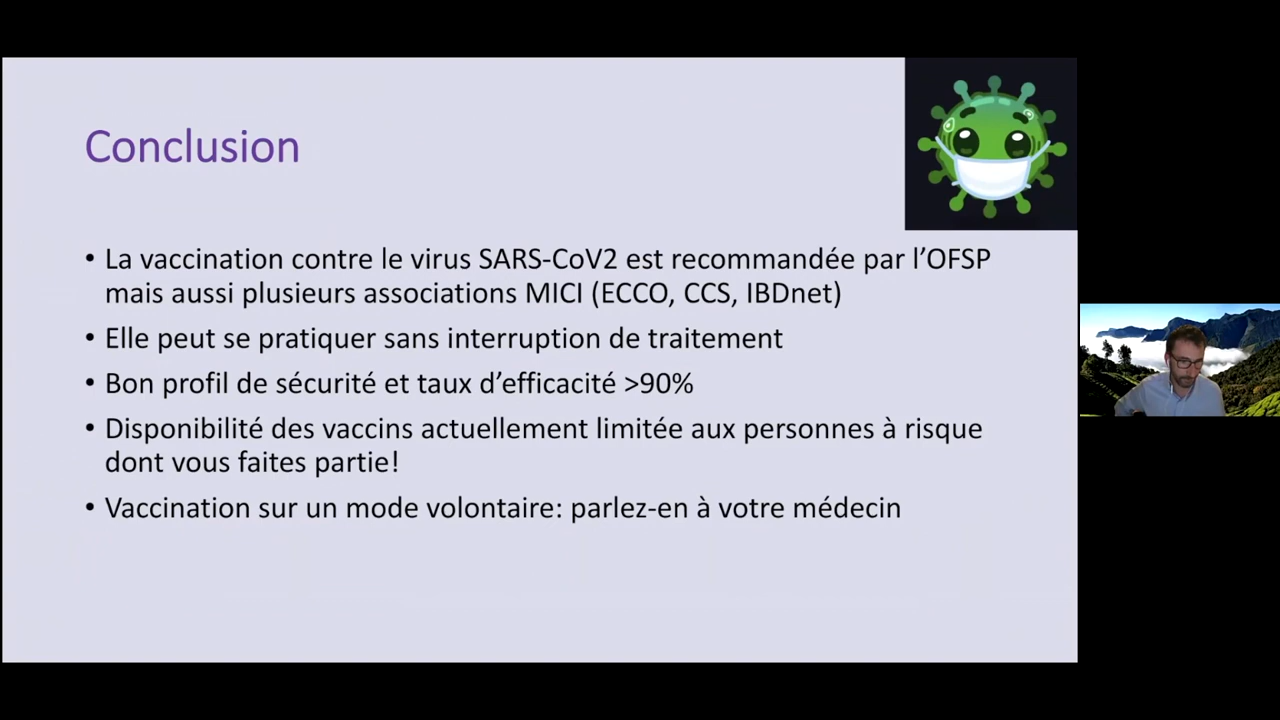 Conclusion
• La vaccination contre le virus SARS-CoV2 est recommandée par l’OFSP
mais aussi plusieurs associations MICI (ECCO, CCS, IBDnet)
• Elle peut se pratiquer sans interruption de traitement
• Bon profil de sécurité et taux d’efficacité >90%
• Disponibilité des vaccins actuellement limitée aux personnes à risque
dont vous faites partie!
• Vaccination sur un mode volontaire: parlez-en à votre médecin